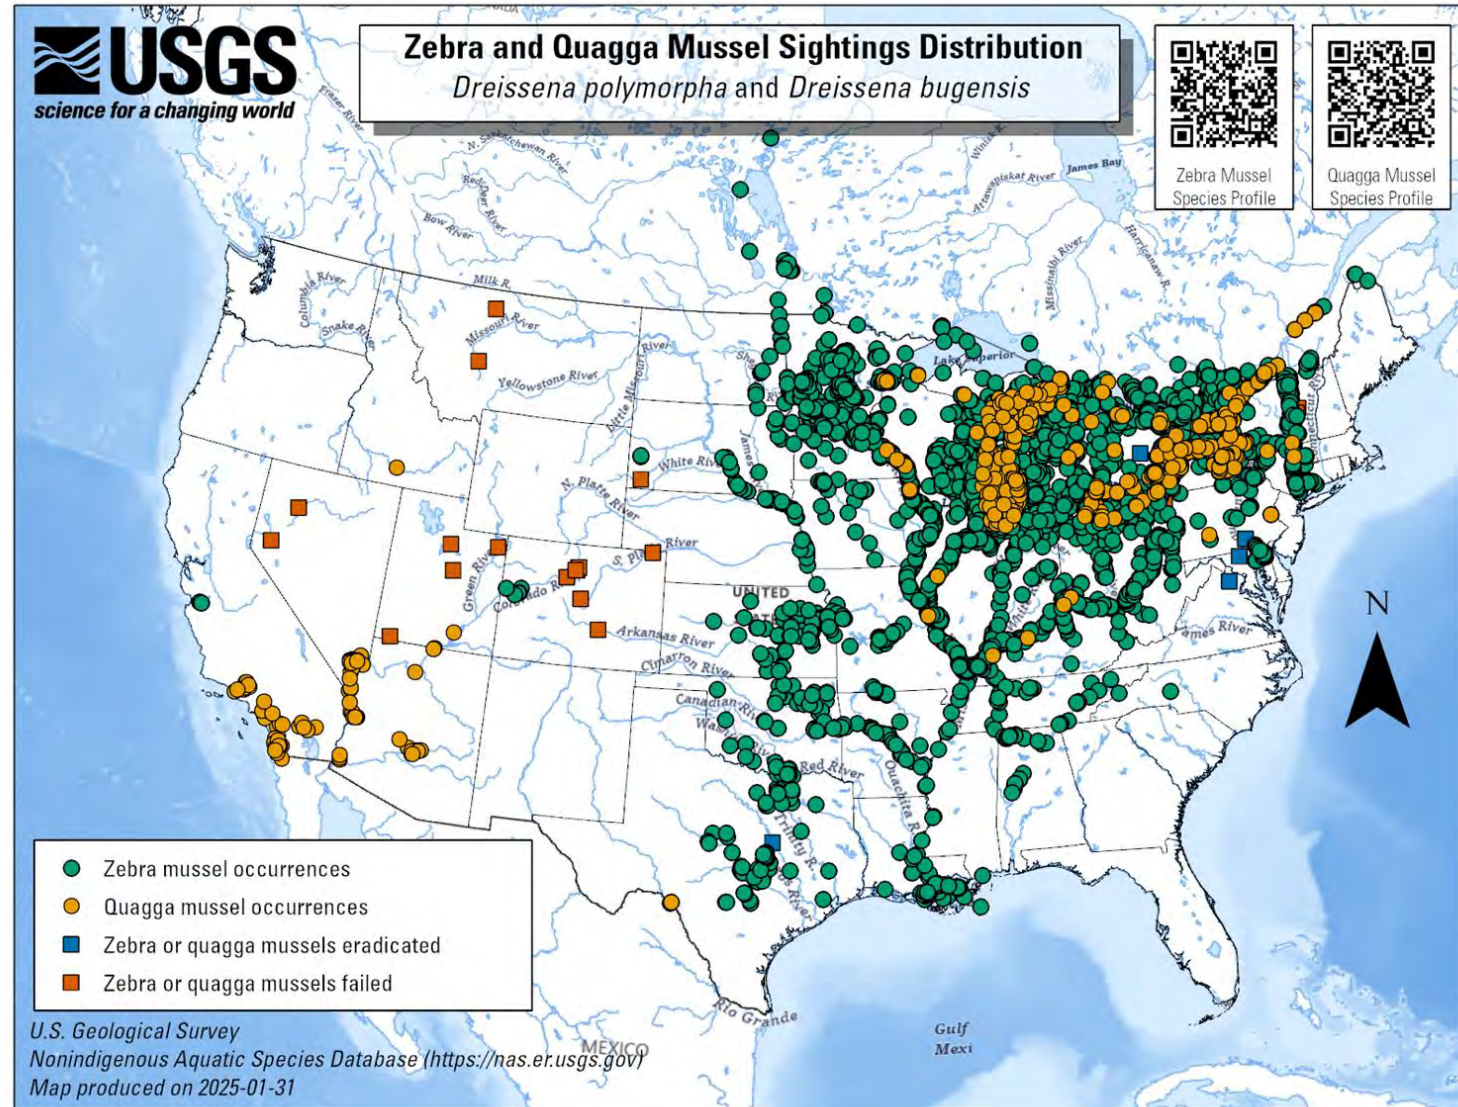 USGS
science for a changing world
Zebra and Quagga Mussel Sightings Distribution
Dreissena polymorpha and Dreissena bugensis
Zebra Mussel
Species Profile
Quagga Mussel
Species Profile
CANADA
Fraser River
N. Saskatchewan River
Red Deer River
Bow River
Winisk R.
Attawapiskat River
James Bay
Missinaibi River
Harricanaw R.
Columbia River
Snake River
Milk R.
Missouri River
Yellowstone River
Little Missouri River
Lake Superior
James
White River
N. Platte River
S. Platte River
Green River
Colorado
Arkansas River
Cimarron River
Canadian River
Red River
Ouachita R.
Trinity R.
White
James River
Connecticut River
UNITED
Rio Grande
MEXICO
Gulf
Mexi
N
Zebra mussel occurrences
Quagga mussel occurrences
Zebra or quagga mussels eradicated
Zebra or quagga mussels failed
U.S. Geological Survey
Nonindigenous Aquatic Species Database (https://nas.er.usgs.gov/)
Map produced on 2025-01-31